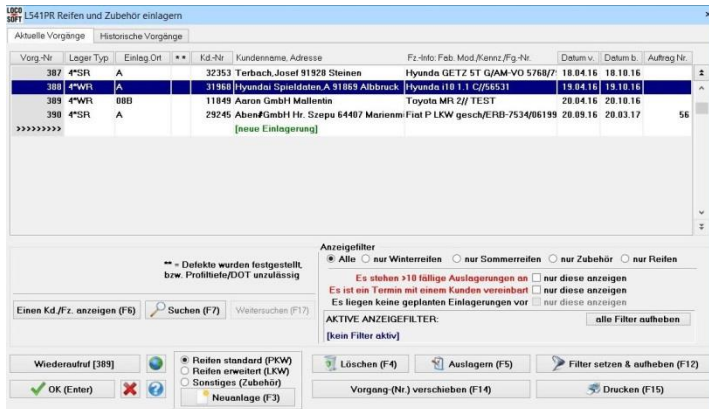 LOCO SOFT L541PR Reifen und Zubehör einlagern
Aktuelle Vorgänge Historische Vorgänge
Vorg.-Nr Lager Typ Einlag.Ort ** Kd.-Nr Kundenname, Adresse Fz.-Info: Fab. Mod./Kennz./Fg.-Nr. Datum v. Datum b. Auftrag Nr.
387 4*SR A 32353 Terbach,Josef 91928 Steinen Hyunda GETZ 5T G/AM-VO 5768/7 18.04.16 18.10.16
388 4*WR A 31968 Hyundai Spieldaten,A 91869 Albbruck Hyunda i10 1.1 C//56531 19.04.16 19.10.16
389 4*WR 08B 11849 Aaron GmbH Mallentin Toyota MR 2// TEST 20.04.16 20.10.16
390 4*SR A 29245 Aben#GmbH Hr. Szepu 64407 Marienm Fiat P LKW gesch/ERB-7534/06199 20.09.16 20.03.17 56
>>>>>>>>> [neue Einlagerung]
** = Defekte wurden festgestellt,
bzw. Profiltiefe/DOT unzulässig
Einen Kd./Fz. anzeigen (F6) Suchen (F7) Weitersuchen (F17)
Anzeigefilter
Alle nur Winterreifen nur Sommerreifen nur Zubehör nur Reifen
Es stehen >10 fällige Auslagerungen an nur diese anzeigen
Es ist ein Termin mit einem Kunden vereinbart nur diese anzeigen
Es liegen keine geplanten Einlagerungen vor nur diese anzeigen
AKTIVE ANZEIGEFILTER: alle Filter aufheben
[kein Filter aktiv]
Wiederaufruf [389]
OK (Enter)
Reifen standard (PKW)
Reifen erweitert (LKW)
Sonstiges (Zubehör)
Neuanlage (F3)
Löschen (F4) Auslagern (F5) Filter setzen & aufheben (F12)
Vorgang-(Nr.) verschieben (F14) Drucken (F15)